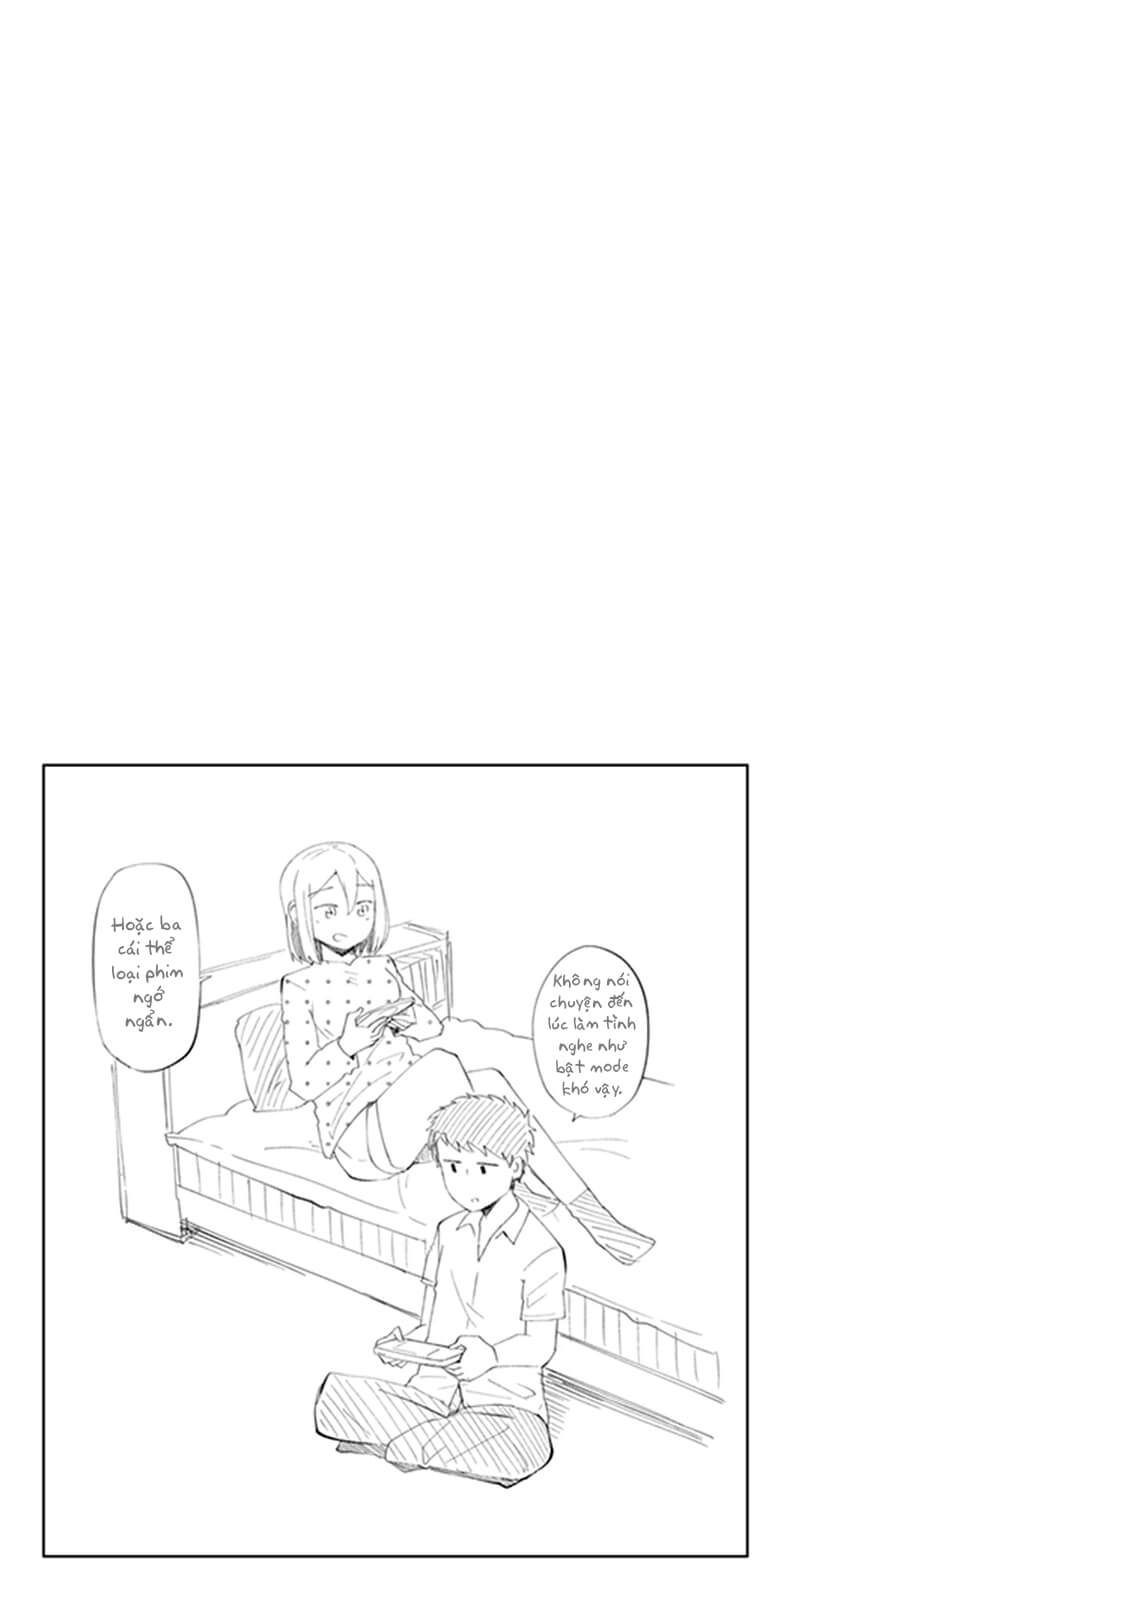 Không nói
chuyện đến
lúc làm tình
nghe như
bật mode
khó vậy.
Hoặc ba
cái thể
loại phim
ngớ
ngẩn.